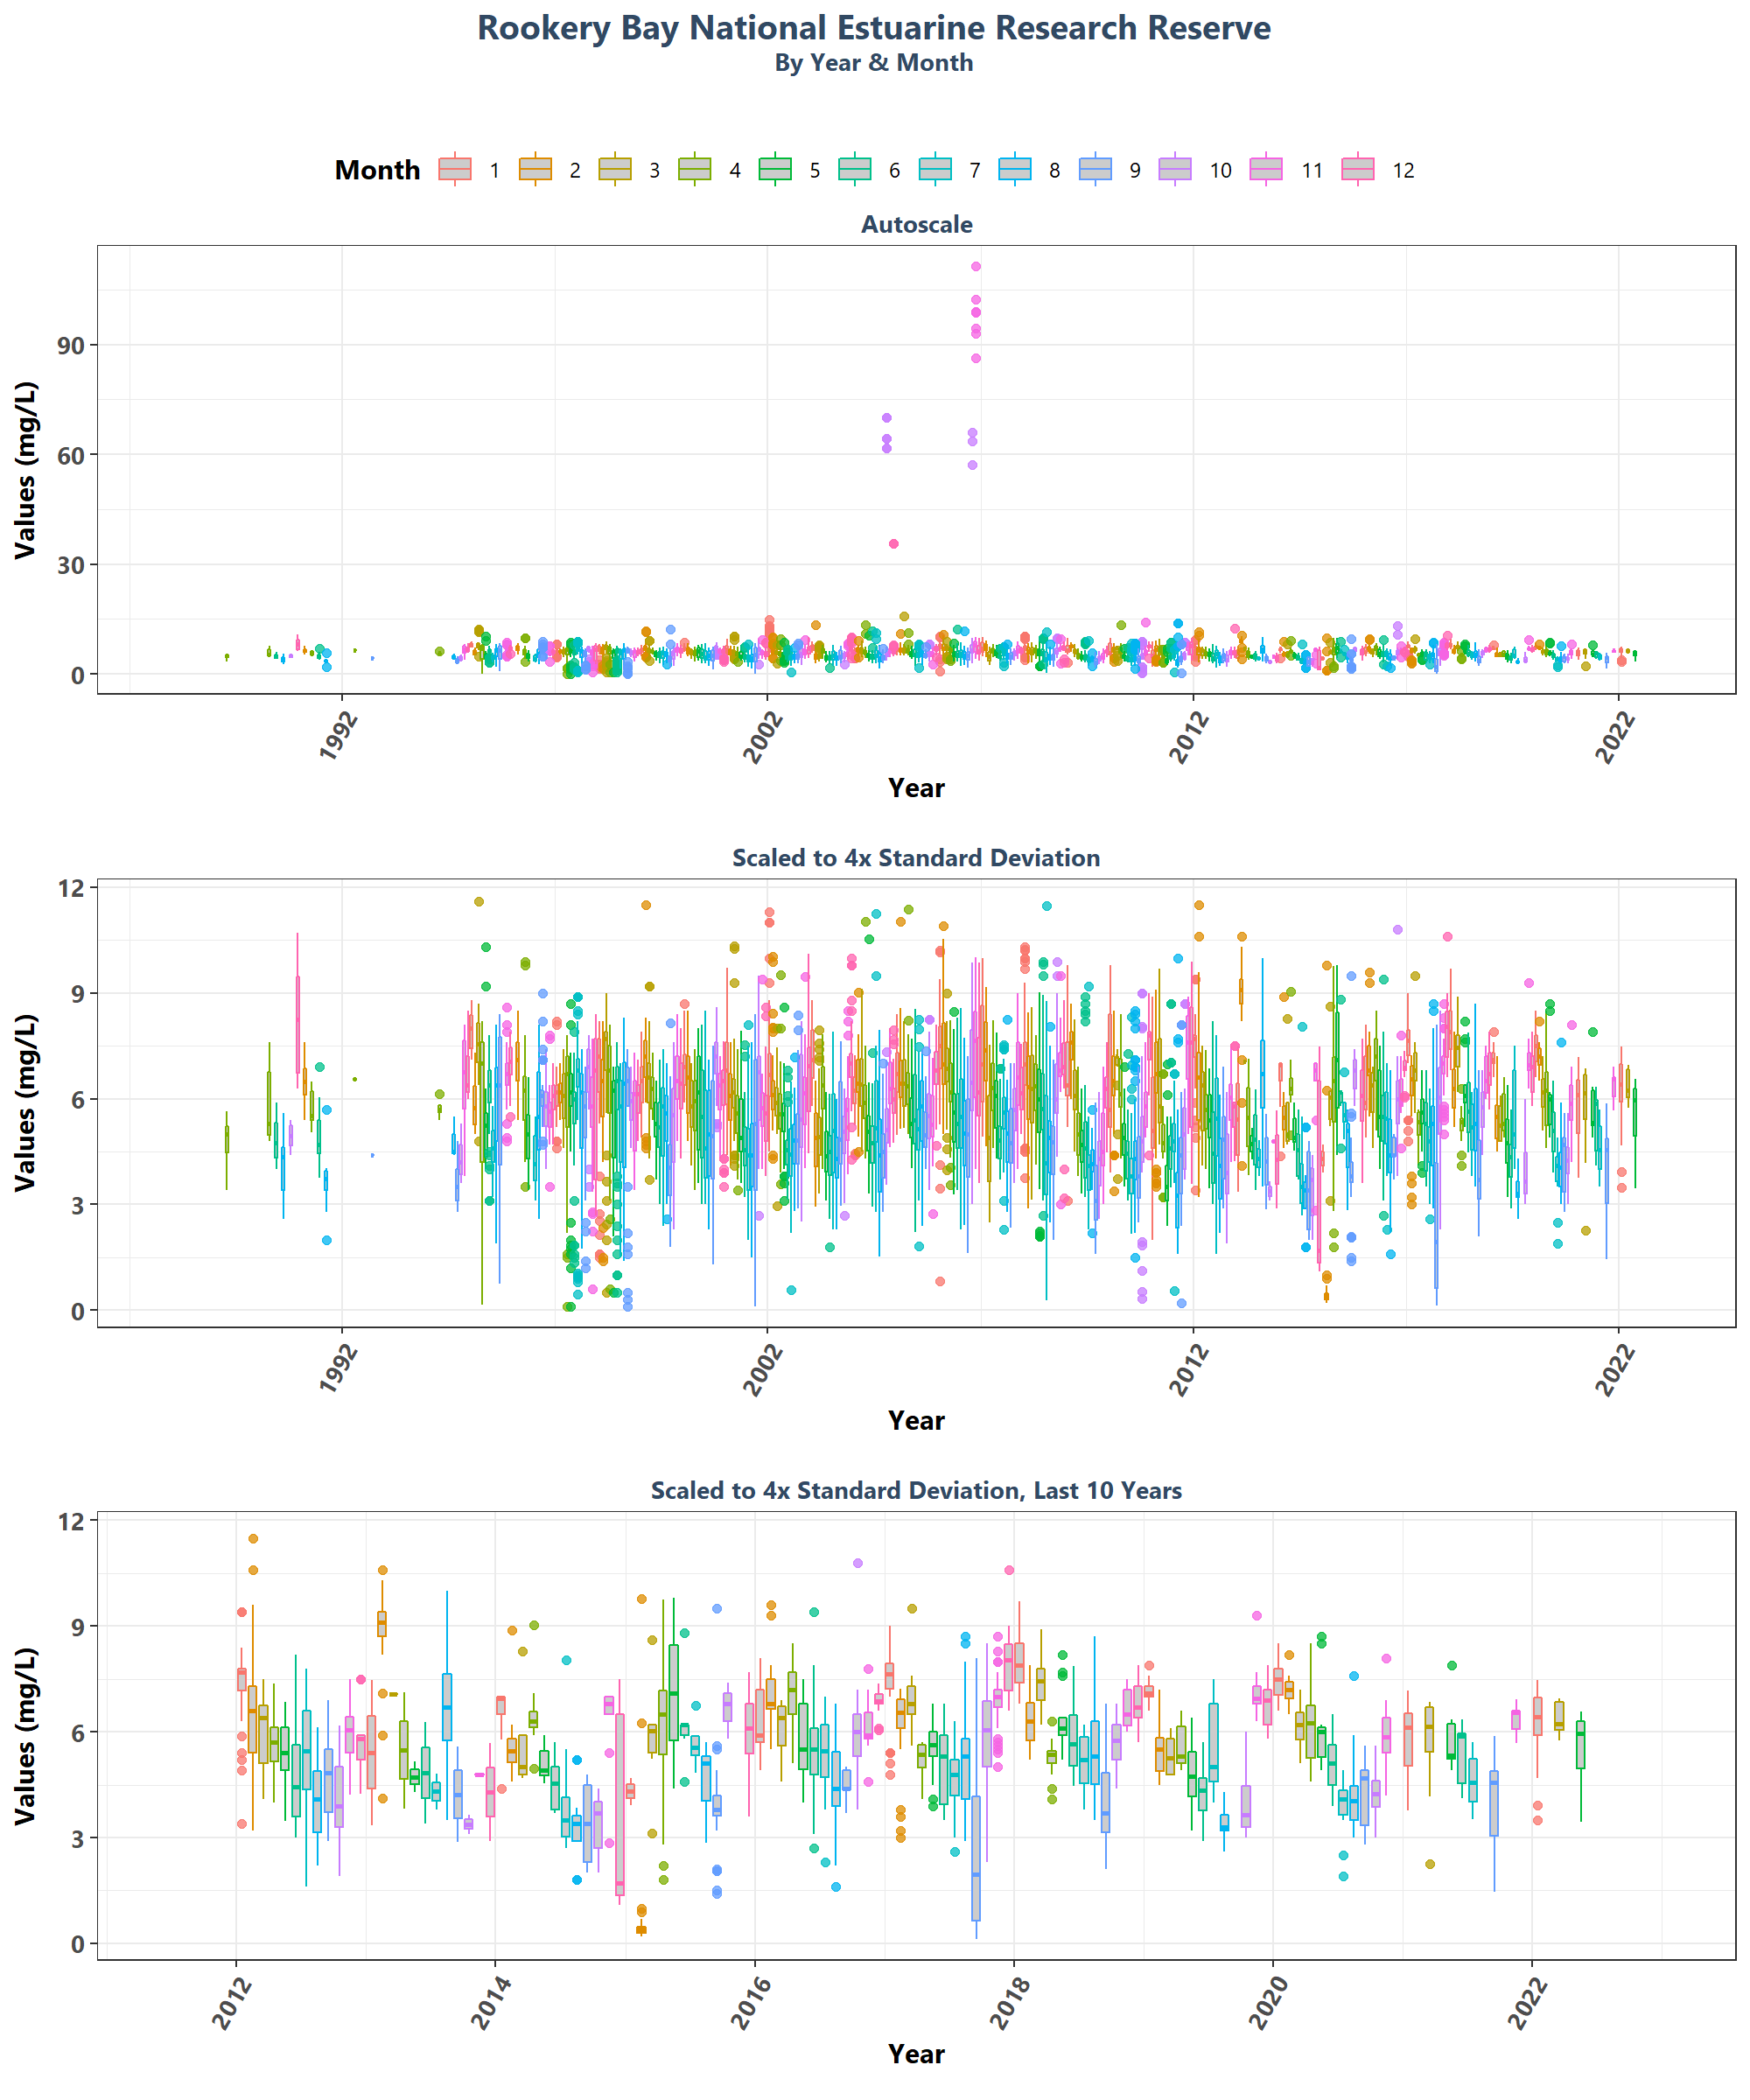 Rookery Bay National Estuarine Research Reserve
By Year & Month
Month 1 2 3 4 5 6 7 8 9 10 11 12
Autoscale
Values (mg/L)
90
60
30
0
1992 2002 2012 2022
Year
Scaled to 4x Standard Deviation
Values (mg/L)
12
9
6
3
0
1992 2002 2012 2022
Year
Scaled to 4x Standard Deviation, Last 10 Years
Values (mg/L)
12
9
6
3
0
2012 2014 2016 2018 2020 2022
Year